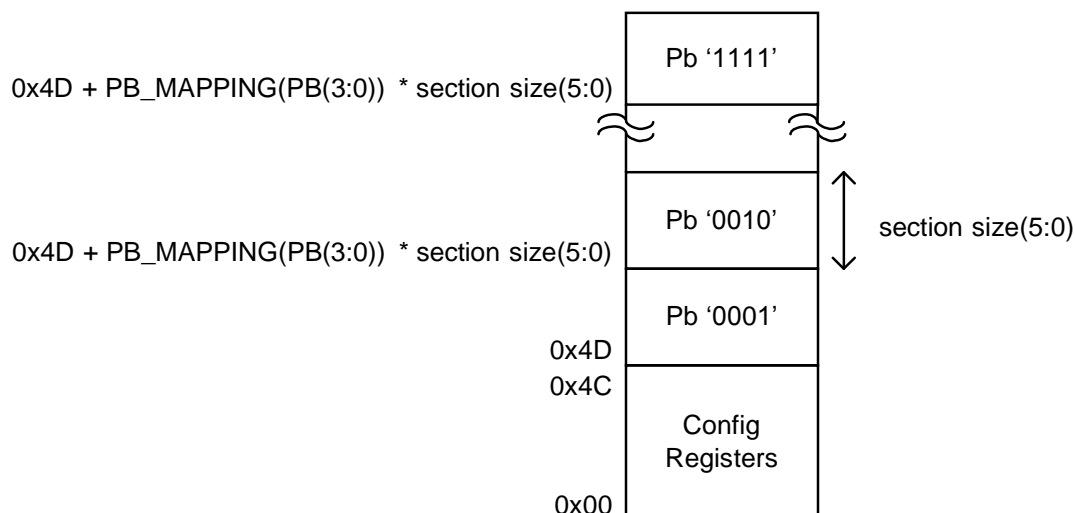 Pb ‘1111’
0x4D + PB_MAPPING(PB(3:0)) * section size(5:0)
Pb ‘0010’
section size(5:0)
0x4D + PB_MAPPING(PB(3:0)) * section size(5:0)
Pb ‘0001’
0x4D
0x4C
Config
Registers
0x00